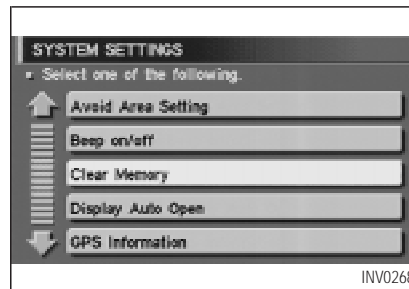 SYSTEM SETTINGS
Select one of the following.
Avoid Area Setting
Beep on/off
Clear Memory
Display Auto Open
GPS Information
INV0268